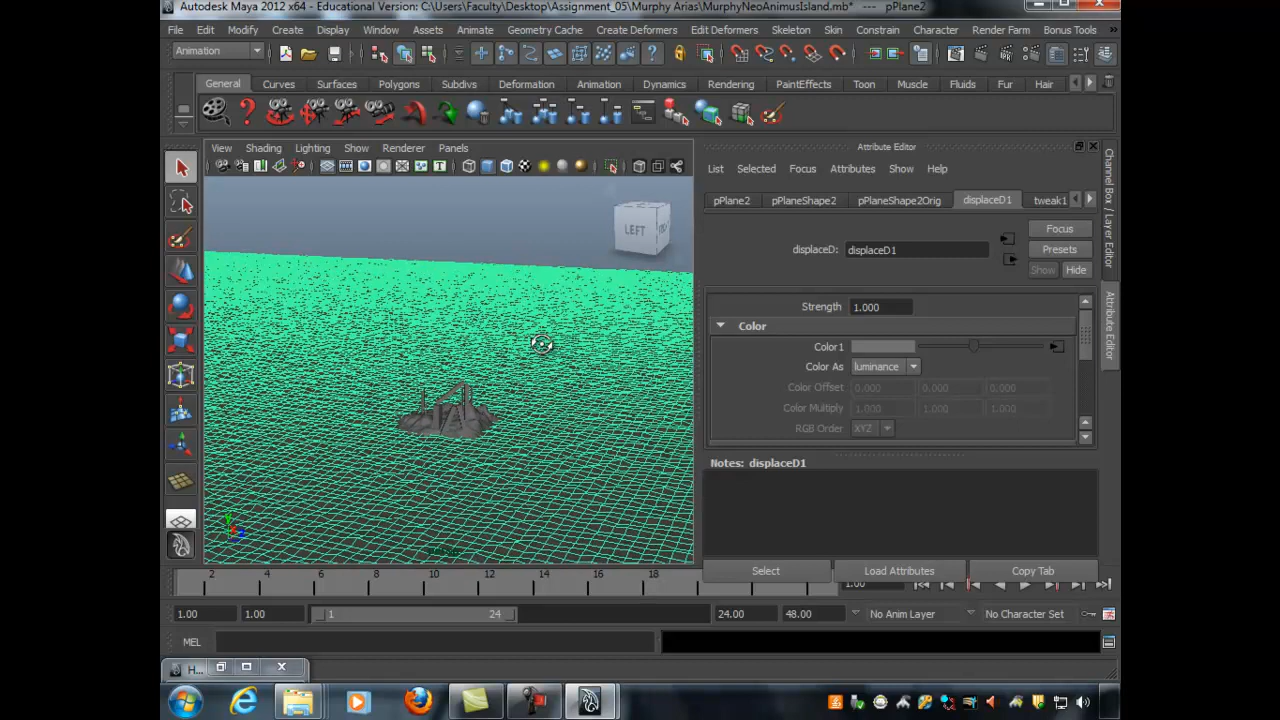 Autodesk Maya 2012 x64 - Educational Version: C:\Users\Faculty\Desktop\Assignment_05\Murphy Arias\MurphyNeoAnimusIsland.mb* --- pPlane2
File Edit Modify Create Display Window Assets Animate Geometry Cache Create Deformers Edit Deformers Skeleton Skin Constrain Character Render Farm Bonus Tools
Animation
General Curves Surfaces Polygons Subdivs Deformation Animation Dynamics Rendering PaintEffects Toon Muscle Fluids Fur Hair
View Shading Lighting Show Renderer Panels
Attribute Editor
List Selected Focus Attributes Show Help
pPlane2 pPlaneShape2 pPlaneShape2Orig displaceD1 tweak1
Channel Box / Layer Editor
Attribute Editor
LEFT
Focus
displaceD: displaceD1
Presets
Show Hide
Strength 1.000
Color
Color1
Color As luminance
Color Offset 0.000 0.000 0.000
Color Multiply 1.000 1.000 1.000
RGB Order XYZ
Notes: displaceD1
Select Load Attributes Copy Tab
2 4 6 8 10 12 14 16 18
1.00
1.00 1.00 1 24 24.00 48.00 No Anim Layer No Character Set
MEL
H...